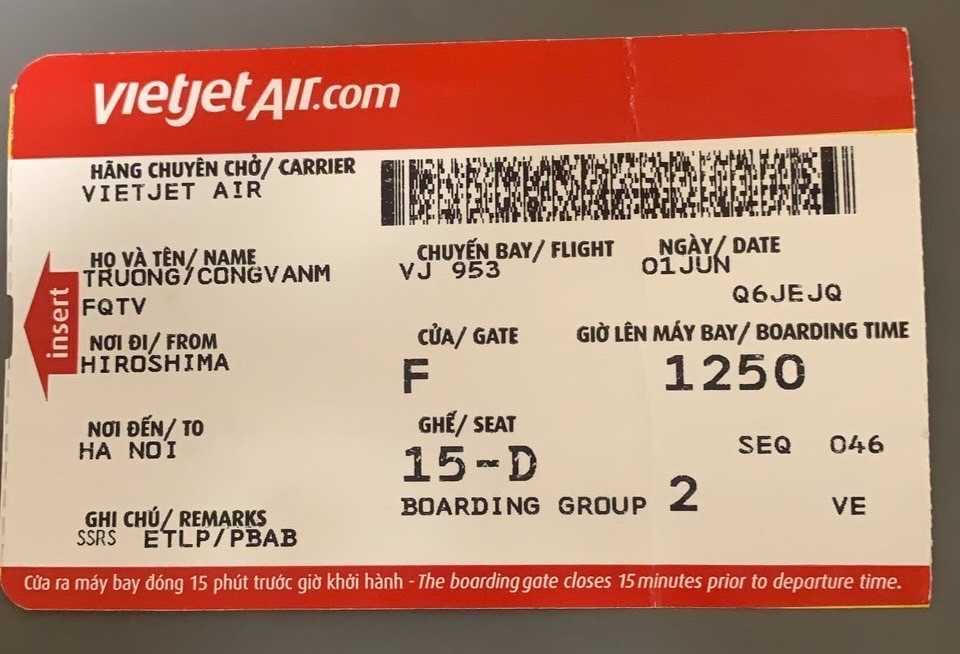 vietjetAir.com
HÃNG CHUYÊN CHỞ/ CARRIER
VIETJET AIR
HỌ VÀ TÊN/ NAME
TRUONG/CONGVANM
FQTV
CHUYẾN BAY/ FLIGHT
VJ 953
NGÀY/ DATE
01JUN
Q6JEJQ
insert
NƠI ĐI/ FROM
HIROSHIMA
CỬA/ GATE
F
GIỜ LÊN MÁY BAY/ BOARDING TIME
1250
NƠI ĐẾN/ TO
HA NOI
GHẾ/ SEAT
15-D
SEQ 046
BOARDING GROUP 2
VE
GHI CHÚ/ REMARKS
SSRS ETLP/PBAB
Cửa ra máy bay đóng 15 phút trước giờ khởi hành - The boarding gate closes 15 minutes prior to departure time.